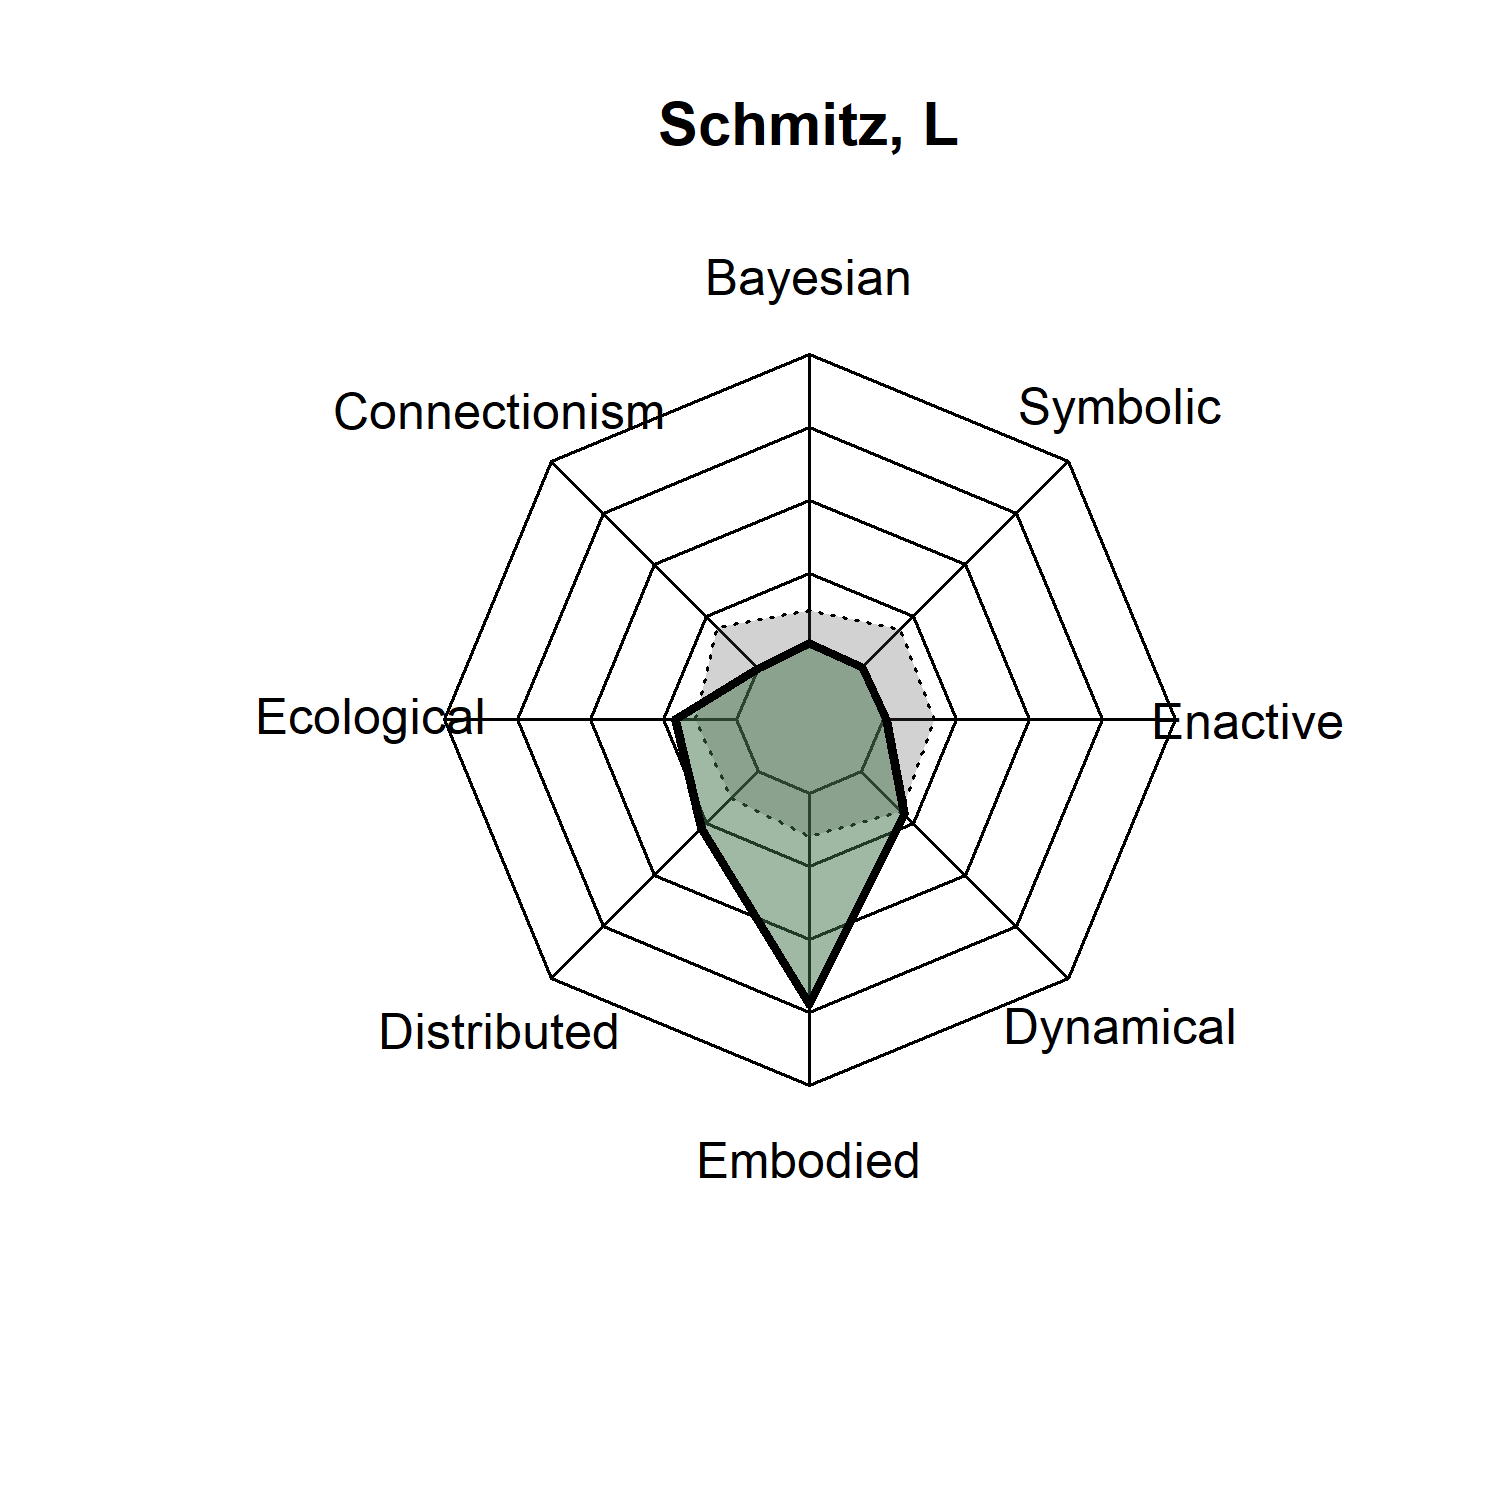 Schmitz, L
Bayesian
Connectionism
Symbolic
Ecological
Enactive
Distributed
Dynamical
Embodied